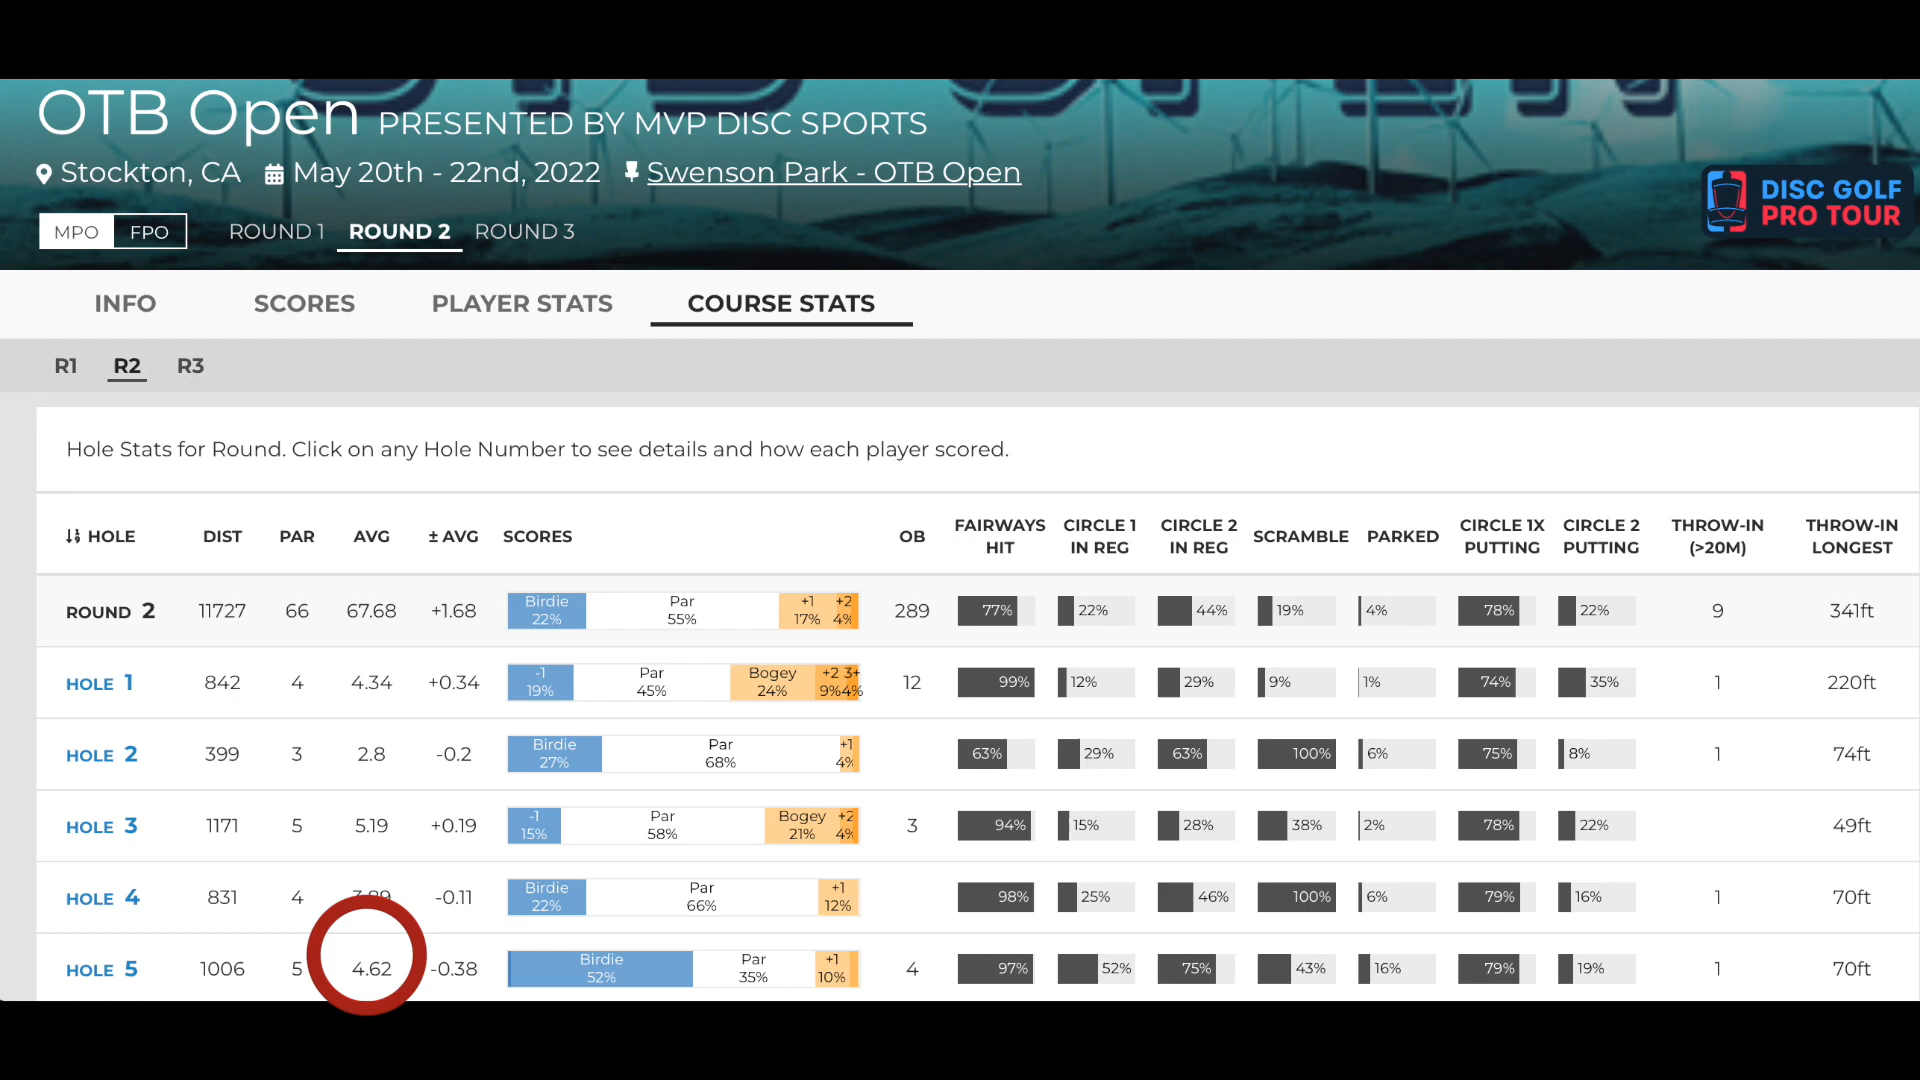 OTB Open PRESENTED BY MVP DISC SPORTS
Stockton, CA May 20th - 22nd, 2022 Swenson Park - OTB Open
DISC GOLF
PRO TOUR
MPO FPO ROUND 1 ROUND 2 ROUND 3
INFO SCORES PLAYER STATS COURSE STATS
R1 R2 R3
Hole Stats for Round. Click on any Hole Number to see details and how each player scored.
HOLE DIST PAR AVG ± AVG SCORES OB FAIRWAYS HIT CIRCLE 1 IN REG CIRCLE 2 IN REG SCRAMBLE PARKED CIRCLE 1X PUTTING CIRCLE 2 PUTTING THROW-IN (>20M) THROW-IN LONGEST
ROUND 2 11727 66 67.68 +1.68 Birdie 22% Par 55% +1 17% +2 4% 289 77% 22% 44% 19% 4% 78% 22% 9 341ft
HOLE 1 842 4 4.34 +0.34 -1 19% Par 45% Bogey 24% +2 9% 3+ 4% 12 99% 12% 29% 9% 1% 74% 35% 1 220ft
HOLE 2 399 3 2.8 -0.2 Birdie 27% Par 68% +1 4% 63% 29% 63% 100% 6% 75% 8% 1 74ft
HOLE 3 1171 5 5.19 +0.19 -1 15% Par 58% Bogey 21% +2 4% 3 94% 15% 28% 38% 2% 78% 22% 49ft
HOLE 4 831 4 3.89 -0.11 Birdie 22% Par 66% +1 12% 98% 25% 46% 100% 6% 79% 16% 1 70ft
HOLE 5 1006 5 4.62 -0.38 Birdie 52% Par 35% +1 10% 4 97% 52% 75% 43% 16% 79% 19% 1 70ft